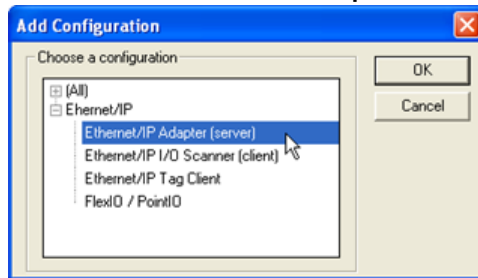 Add Configuration
Choose a configuration
OK
Cancel
(All)
Ehernet/IP
Ethernet/IP Adapter (server)
Ethernet/IP I/O Scanner (client)
Ethernet/IP Tag Client
FlexIO / PointIO